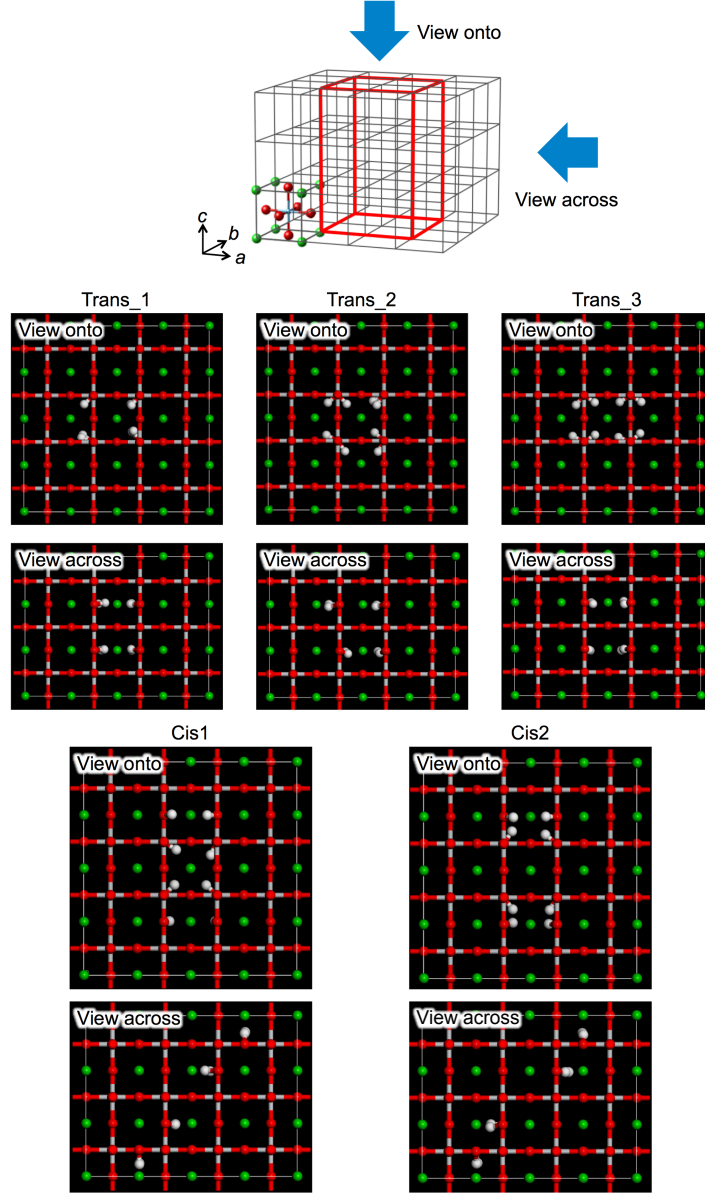 View onto
View across
c
b
a
Trans_1
Trans_2
Trans_3
View onto
View onto
View onto
View across
View across
View across
Cis1
Cis2
View onto
View onto
View across
View across